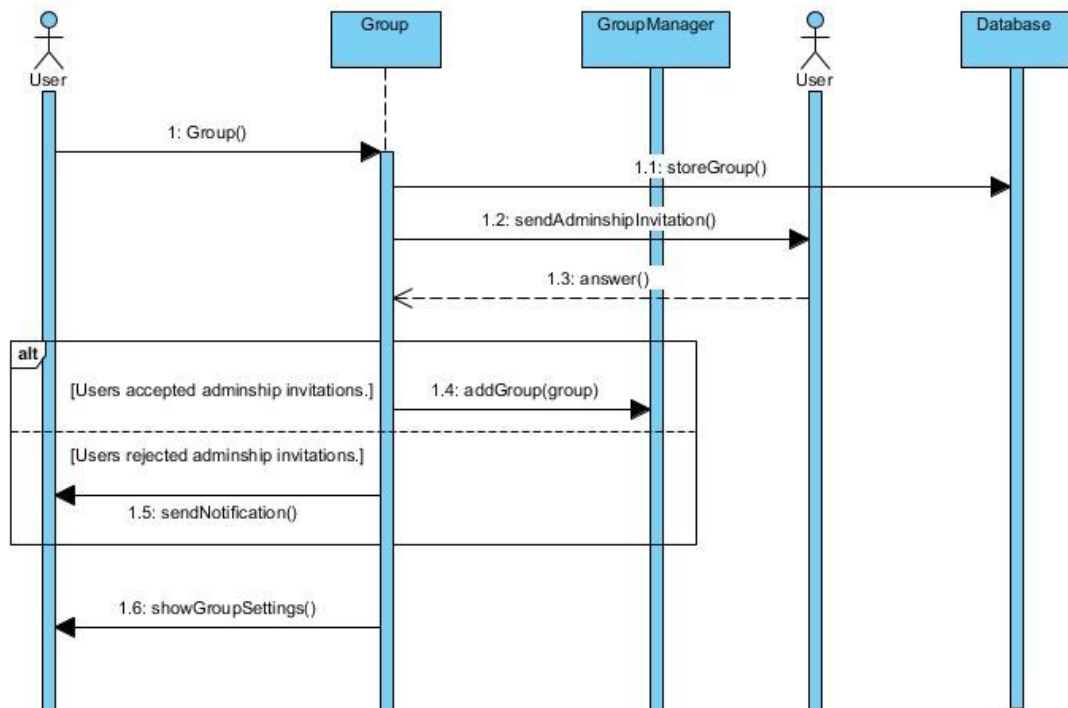 Group
GroupManager
Database
User
User
1: Group()
1.1: storeGroup()
1.2: sendAdminshipInvitation()
1.3: answer()
alt
[Users accepted adminship invitations.]
1.4: addGroup(group)
[Users rejected adminship invitations.]
1.5: sendNotification()
1.6: showGroupSettings()